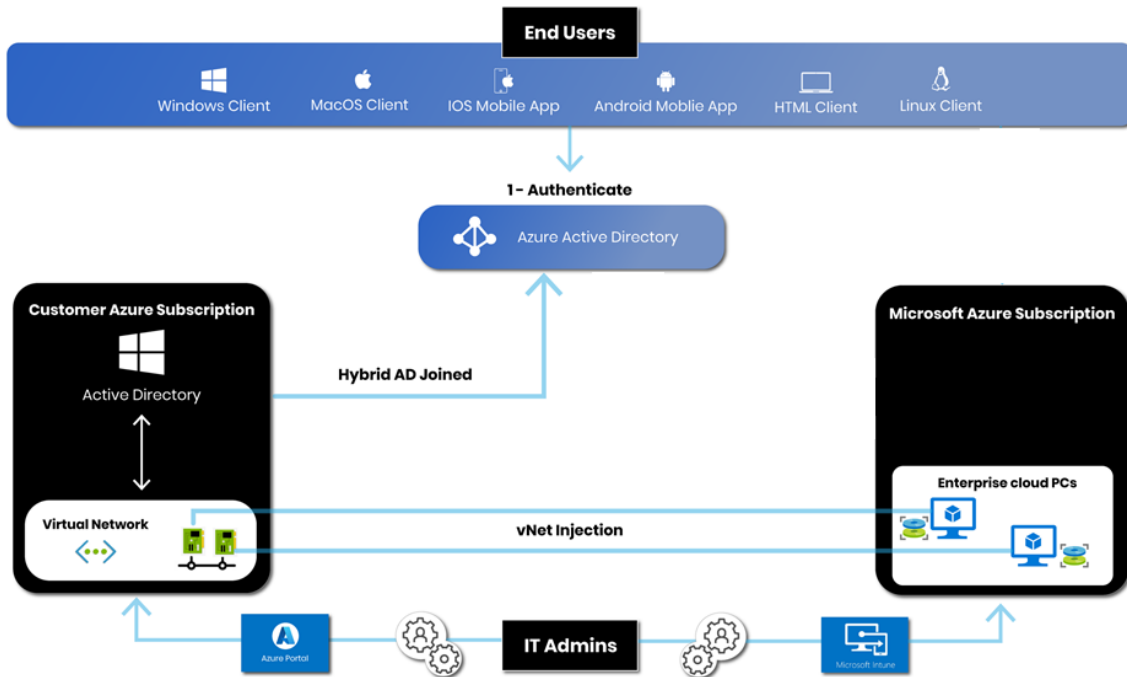 End Users
Windows Client
MacOS Client
IOS Mobile App
Android Moblie App
HTML Client
Linux Client
1- Authenticate
Azure Active Directory
Customer Azure Subscription
Microsoft Azure Subscription
Active Directory
Hybrid AD Joined
Enterprise cloud PCs
Virtual Network
vNet Injection
IT Admins
Azure Portal
Microsoft Intune